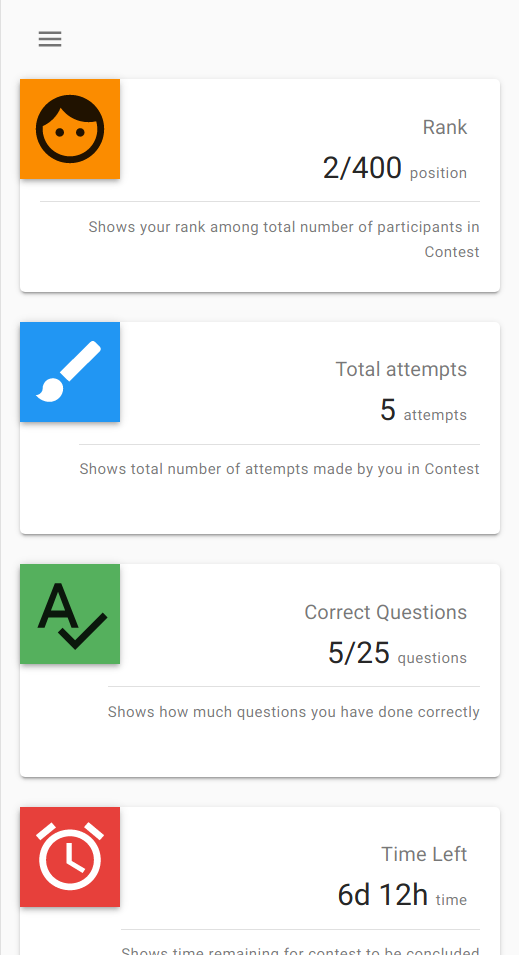 Rank
2/400 position
Shows your rank among total number of participants in
Contest
Total attempts
5 attempts
Shows total number of attempts made by you in Contest
Correct Questions
5/25 questions
Shows how much questions you have done correctly
Time Left
6d 12h time
Shows time remaining for contest to be concluded